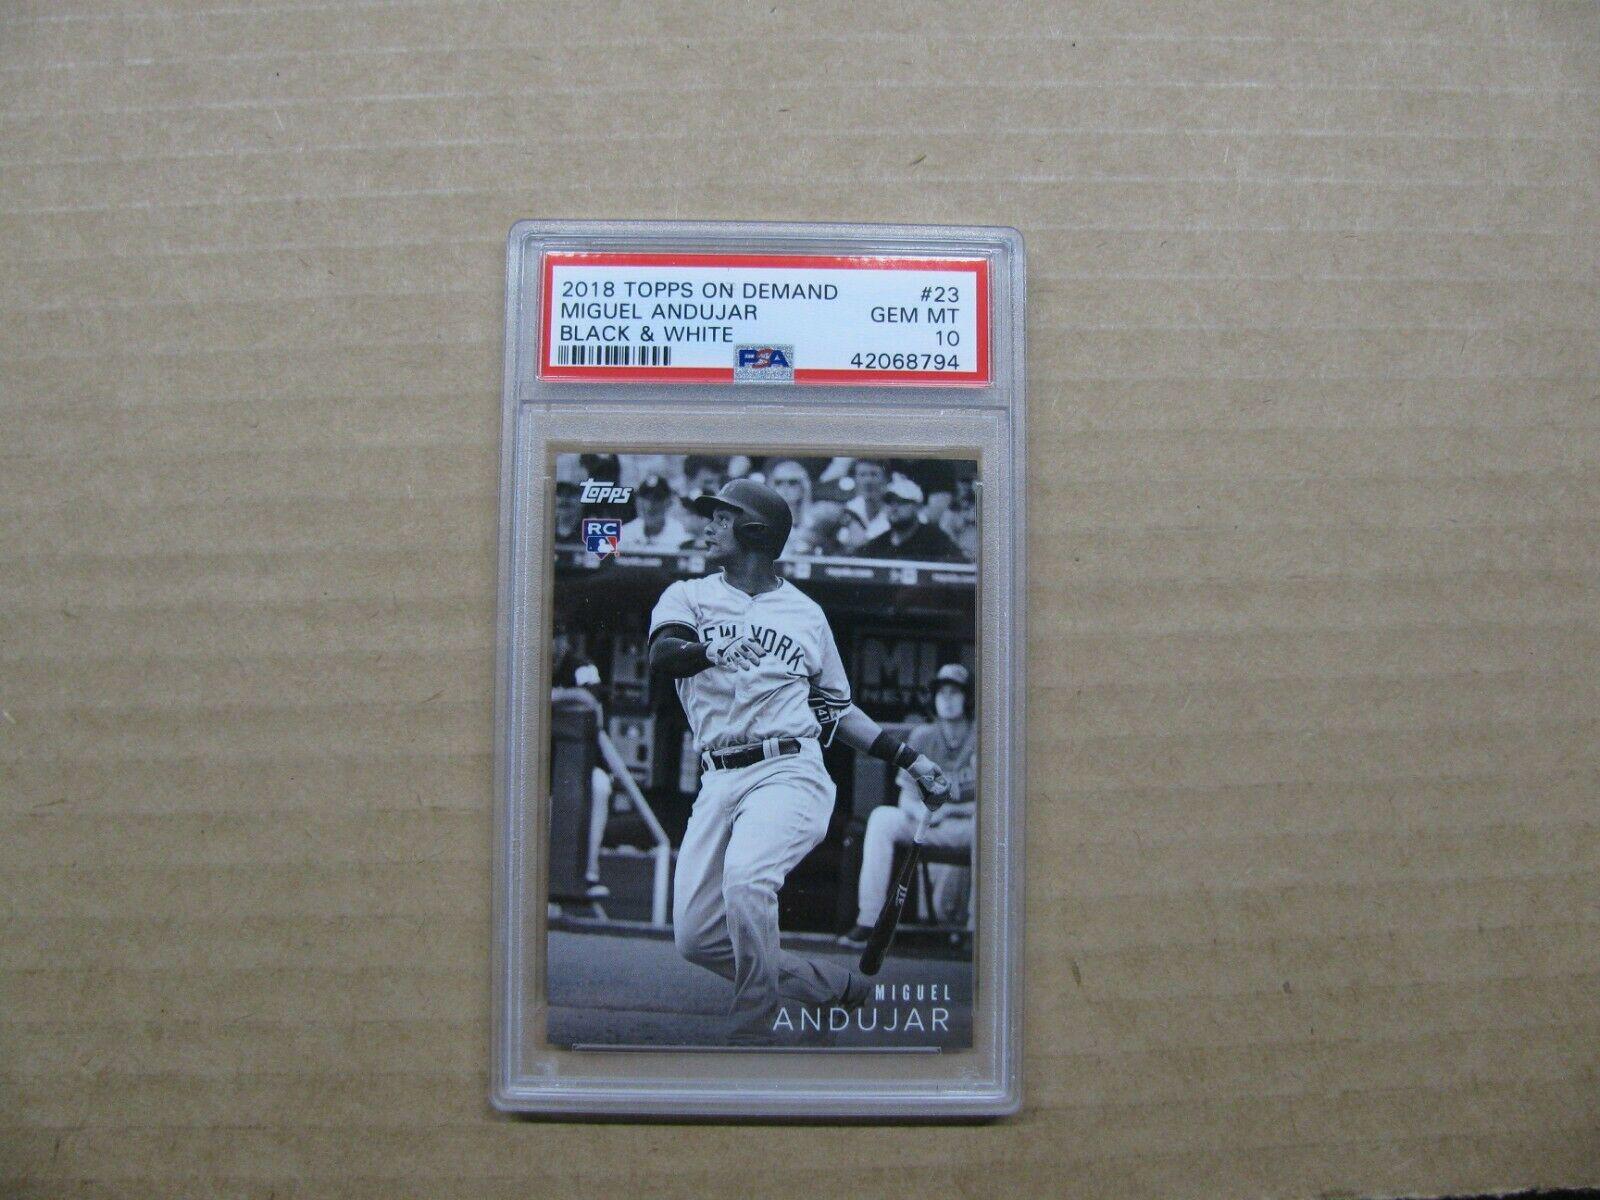 2018 TOPPS ON DEMAND #23
MIGUEL ANDUJAR GEM MT
BLACK & WHITE 10
PSA 42068794
Topps
RC
NEW YORK
41
MIGUEL
ANDUJAR